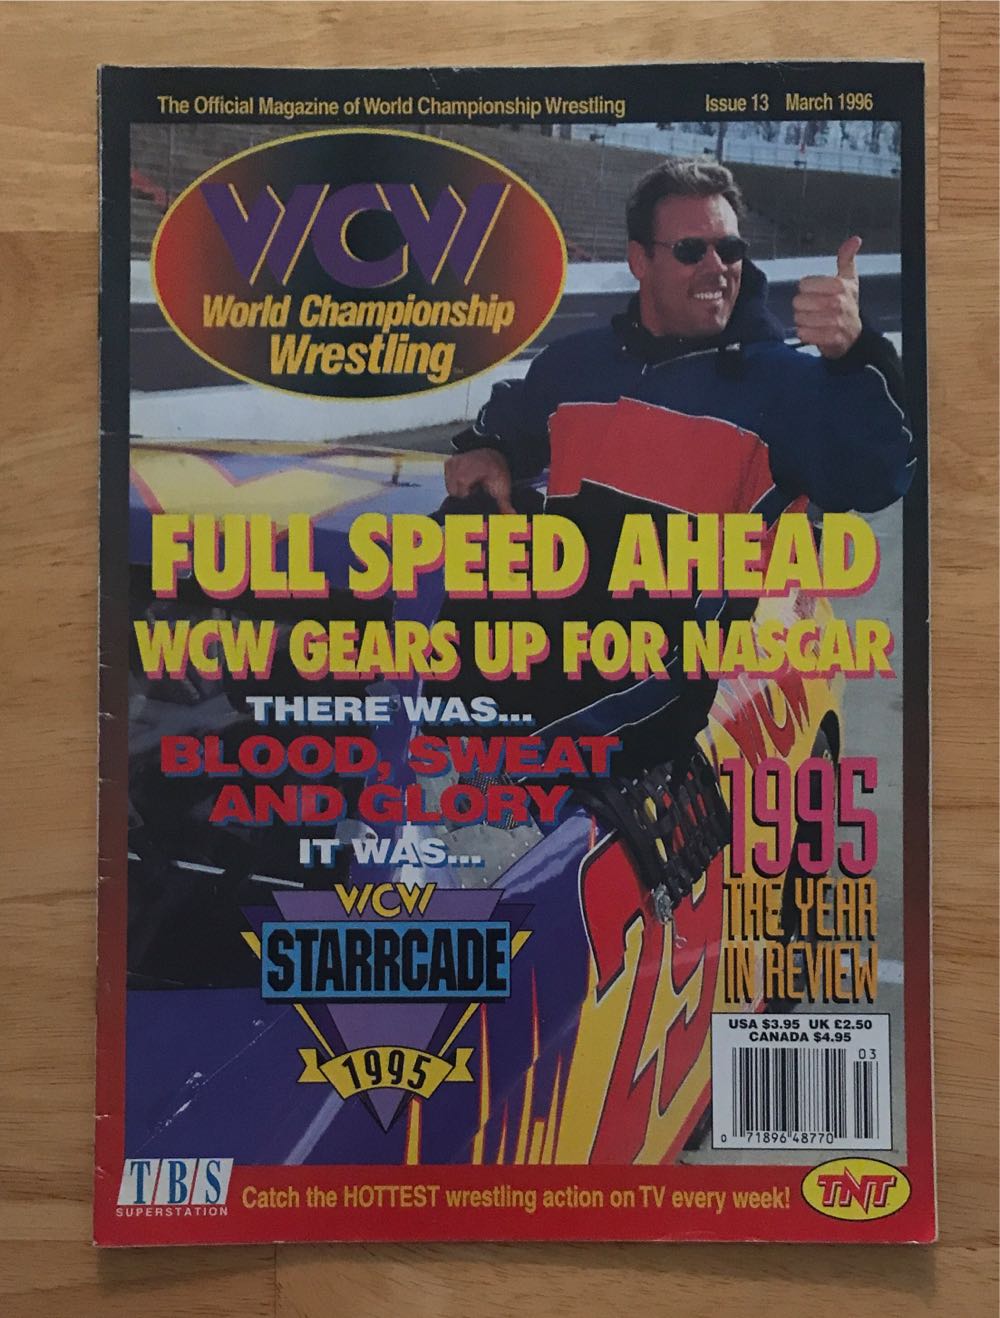 The Official Magazine of World Championship Wrestling
Issue 13 March 1996
WCW
World Championship
Wrestling
FULL SPEED AHEAD
WCW GEARS UP FOR NASCAR
THERE WAS...
BLOOD, SWEAT
AND GLORY
IT WAS...
WCW
STARRCADE
1995
WCW
29
1995
THE YEAR
IN REVIEW
USA $3.95 UK £2.50
CANADA $4.95
03
0 71896 48770
TBS
SUPERSTATION
Catch the HOTTEST wrestling action on TV every week!
TNT